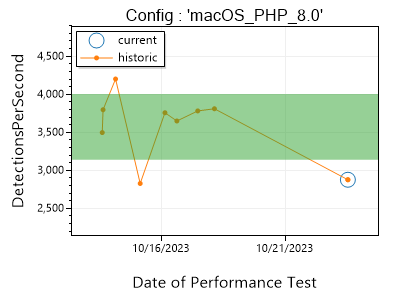 Config : 'macOS_PHP_8.0'
current
historic
DetectionsPerSecond
4,500
4,000
3,500
3,000
2,500
10/16/2023
10/21/2023
Date of Performance Test